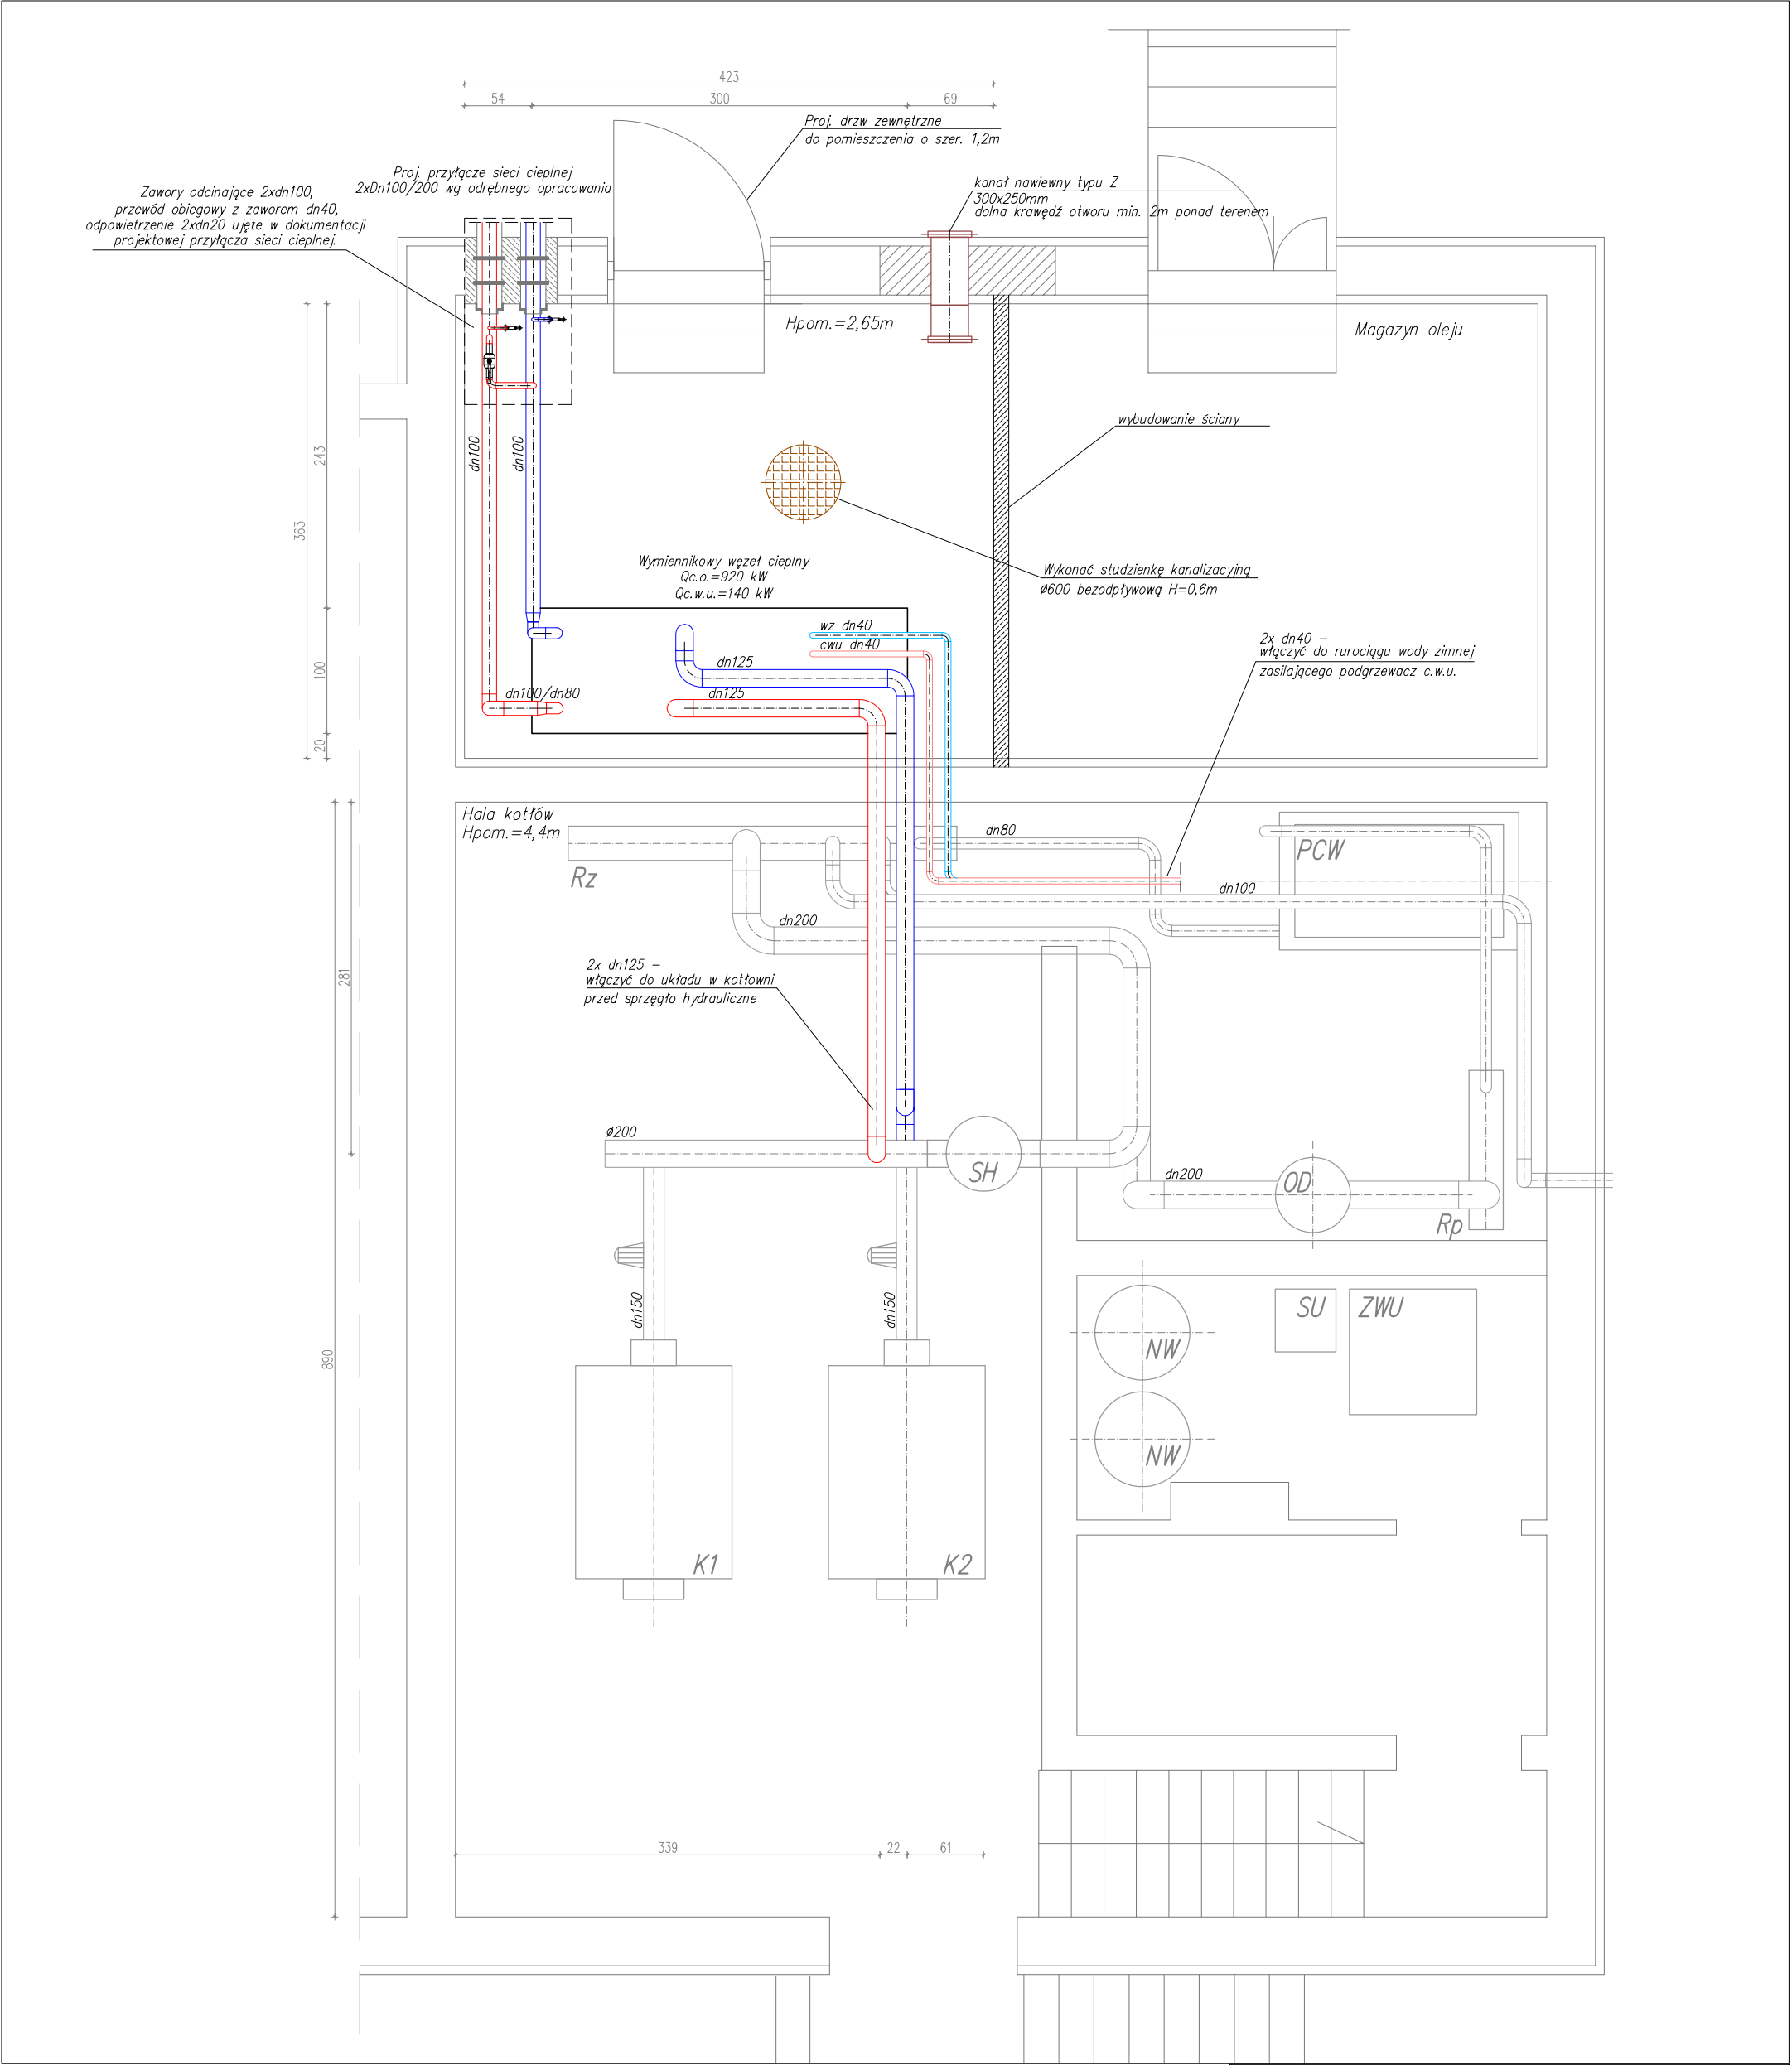 423
54
300
69
Proj. drzw zewnętrzne
do pomieszczenia o szer. 1,2m
Proj. przyłącze sieci cieplnej
2xDn100/200 wg odrębnego opracowania
Zawory odcinające 2xdn100,
przewód obiegowy z zaworem dn40,
odpowietrzenie 2xdn20 ujęte w dokumentacji
projektowej przyłącza sieci cieplnej.
kanał nawiewny typu Z
300x250mm
dolna krawędź otworu min. 2m ponad terenem
Hpom.=2,65m
Magazyn oleju
wybudowanie ściany
dn100
dn100
243
363
100
20
Wymiennikowy węzeł cieplny
Qc.o.=920 kW
Qc.w.u.=140 kW
Wykonać studzienkę kanalizacyjną
ø600 bezodpływową H=0,6m
wz dn40
cwu dn40
dn125
dn125
dn100/dn80
2x dn40 –
włączyć do rurociągu wody zimnej
zasilającego podgrzewacz c.w.u.
Hala kotłów
Hpom.=4,4m
Rz
dn80
PCW
dn100
dn200
2x dn125 –
włączyć do układu w kotłowni
przed sprzęgło hydrauliczne
281
890
ø200
SH
dn200
OD
Rp
dn150
dn150
NW
SU
ZWU
NW
K1
K2
339
22
61